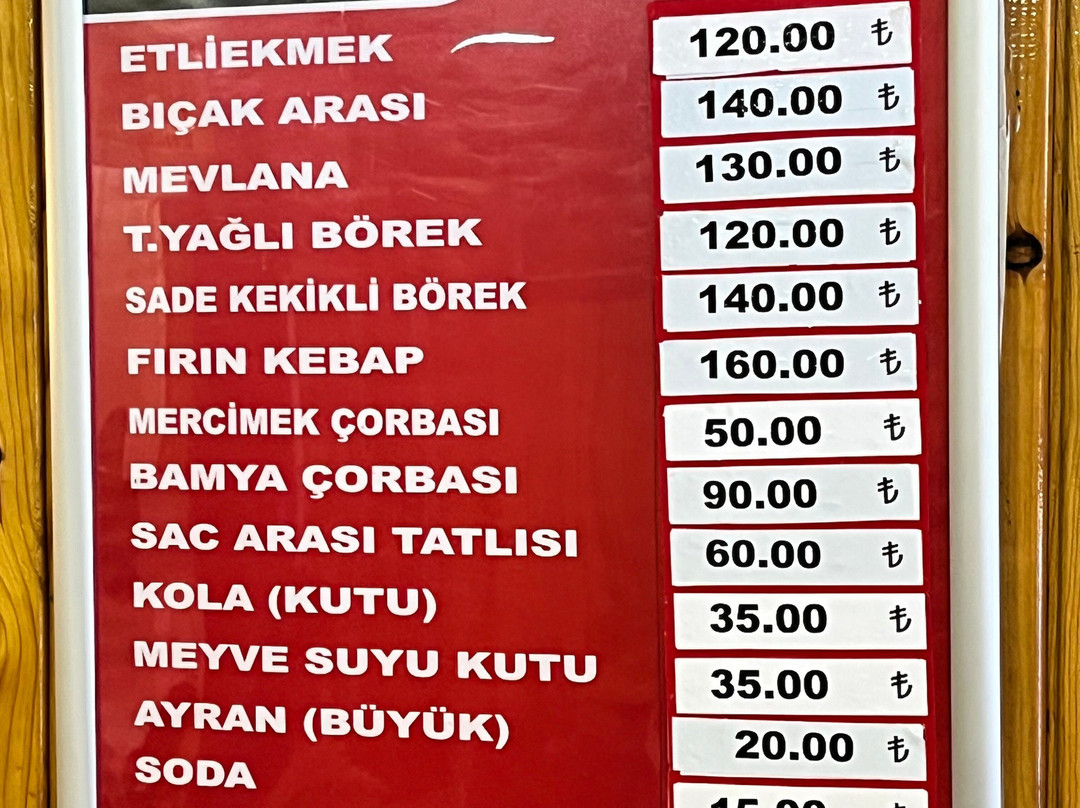 ETLİEKMEK 120.00 ₺
BIÇAK ARASI 140.00 ₺
MEVLANA 130.00 ₺
T.YAĞLI BÖREK 120.00 ₺
SADE KEKİKLİ BÖREK 140.00 ₺
FIRIN KEBAP 160.00 ₺
MERCİMEK ÇORBASI 50.00 ₺
BAMYA ÇORBASI 90.00 ₺
SAC ARASI TATLISI 60.00 ₺
KOLA (KUTU) 35.00 ₺
MEYVE SUYU KUTU 35.00 ₺
AYRAN (BÜYÜK) 20.00 ₺
SODA